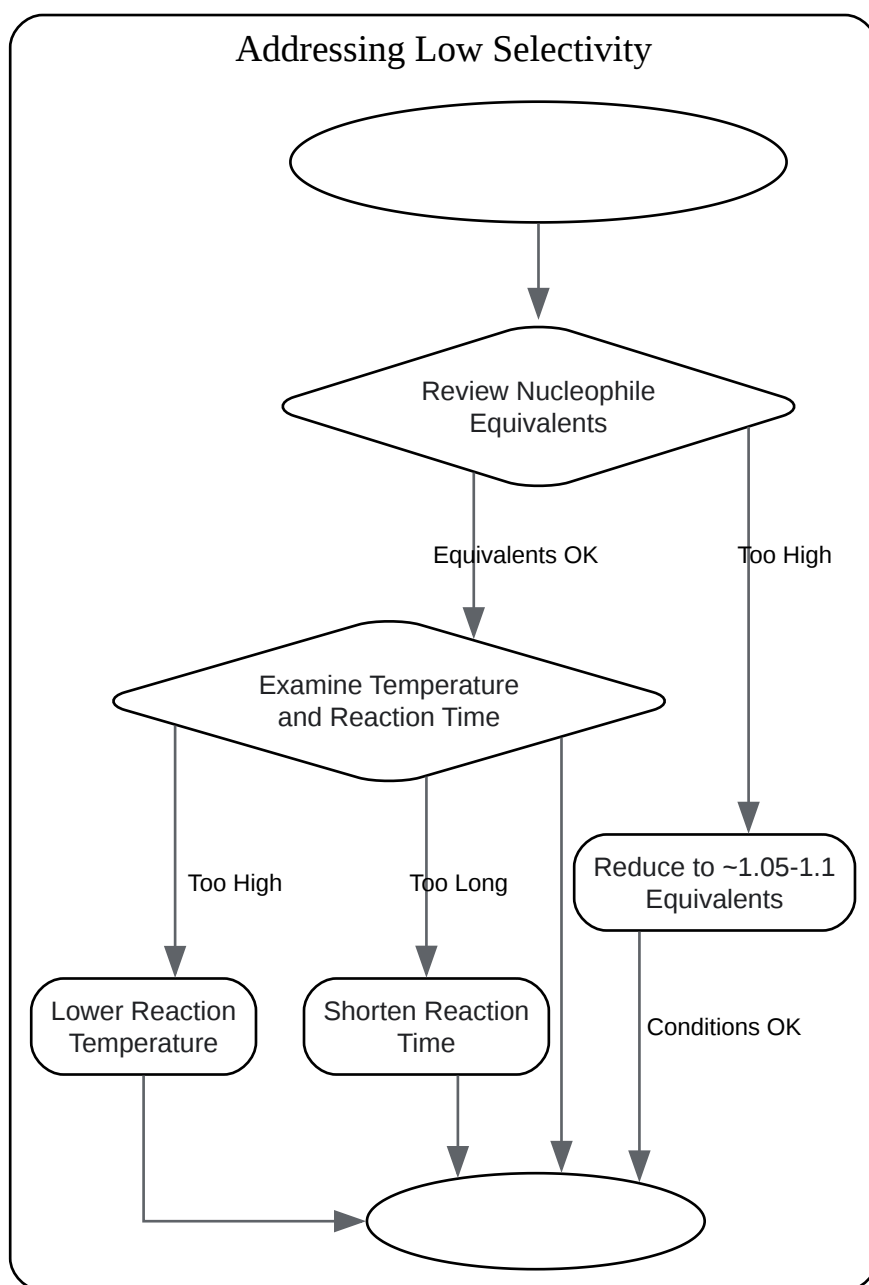 Addressing Low Selectivity
Review Nucleophile
Equivalents
Equivalents OK
Too High
Examine Temperature
and Reaction Time
Too High
Too Long
Reduce to ~1.05-1.1
Equivalents
Lower Reaction
Temperature
Shorten Reaction
Time
Conditions OK